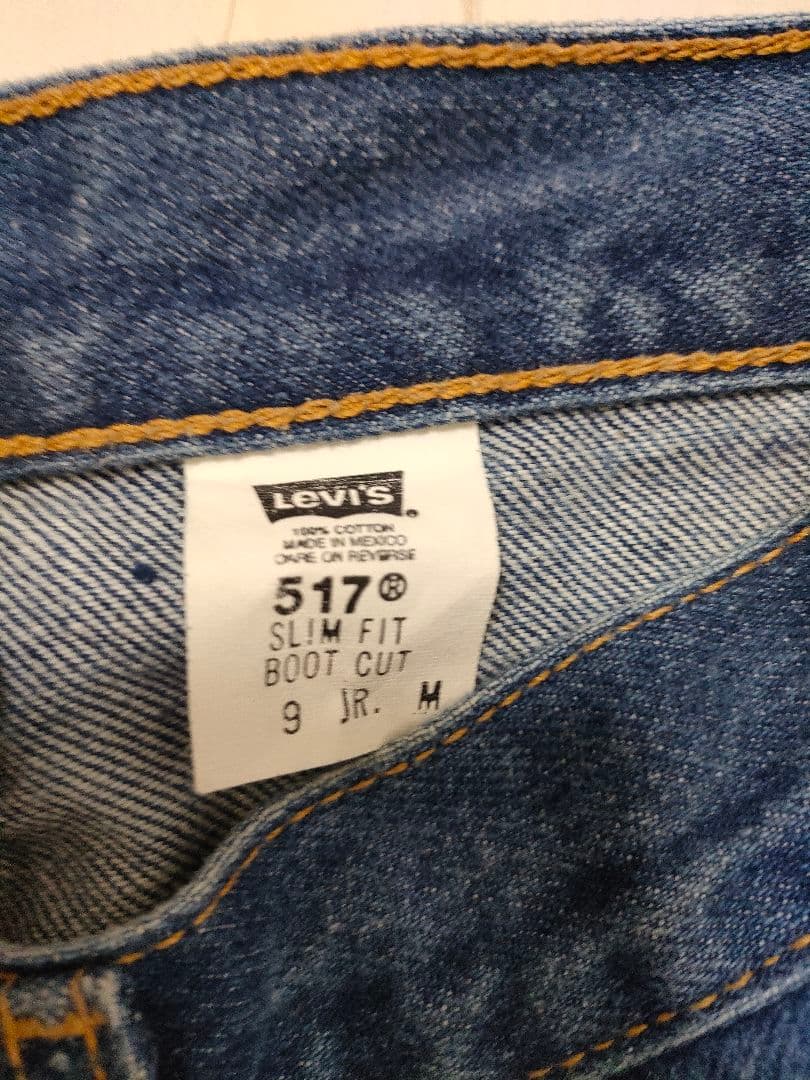 Levi's
100% COTTON
MADE IN MEXICO
CARE ON REVERSE
517®
SLIM FIT
BOOT CUT
9 JR. M